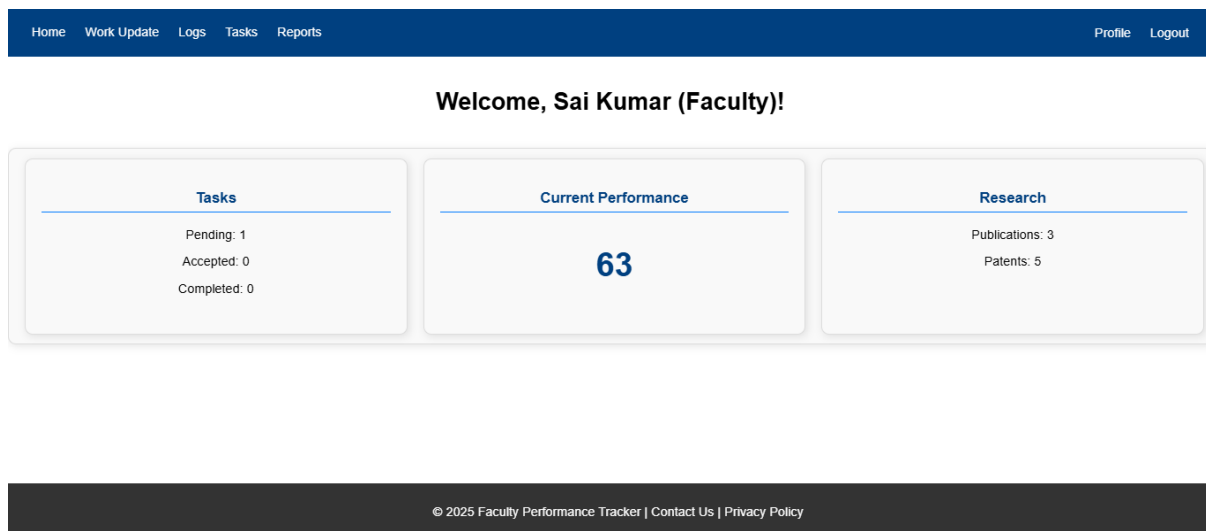 Home Work Update Logs Tasks Reports Profile Logout
Welcome, Sai Kumar (Faculty)!
Tasks
Pending: 1
Accepted: 0
Completed: 0
Current Performance
63
Research
Publications: 3
Patents: 5
© 2025 Faculty Performance Tracker | Contact Us | Privacy Policy